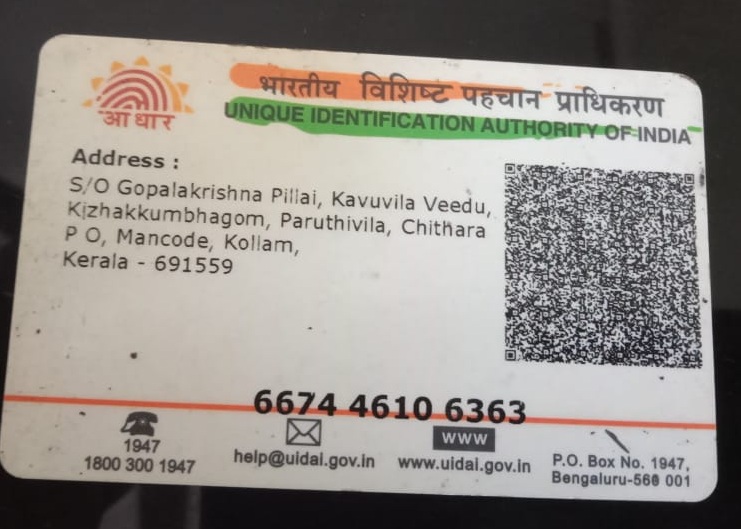 भारतीय विशिष्ट पहचान प्राधिकरण
आधार
UNIQUE IDENTIFICATION AUTHORITY OF INDIA
Address :
S/O Gopalakrishna Pillai, Kavuvila Veedu,
Kizhakkumbhagom, Paruthivila, Chithara
P O, Mancode, Kollam,
Kerala - 691559
6674 4610 6363
1947
1800 300 1947
help@uidai.gov.in
WWW
www.uidai.gov.in
P.O. Box No. 1947,
Bengaluru-560 001